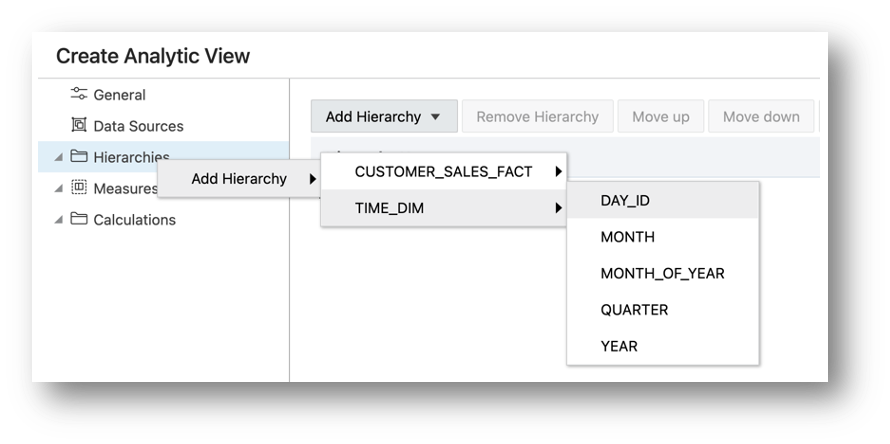 Create Analytic View
General
Data Sources
Hierarchies
Measures
Calculations
Add Hierarchy
Remove Hierarchy
Move up
Move down
Add Hierarchy
CUSTOMER_SALES_FACT
TIME_DIM
DAY_ID
MONTH
MONTH_OF_YEAR
QUARTER
YEAR